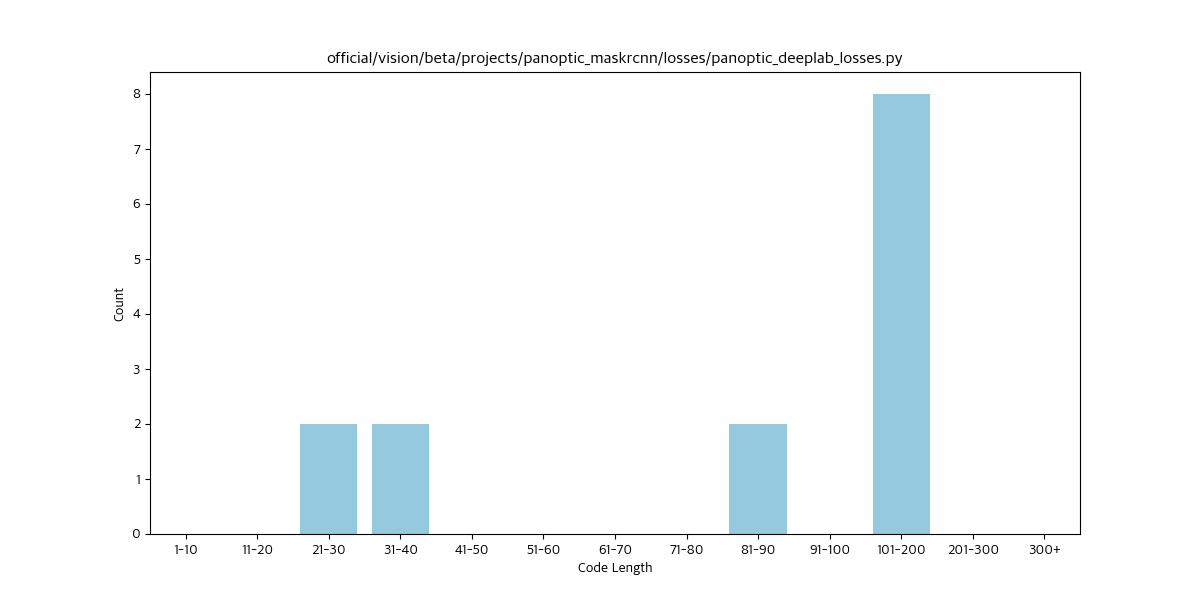 official/vision/beta/projects/panoptic_maskrcnn/losses/panoptic_deeplab_losses.py
8
7
6
5
4
3
2
1
0
Count
1-10 11-20 21-30 31-40 41-50 51-60 61-70 71-80 81-90 91-100 101-200 201-300 300+
Code Length